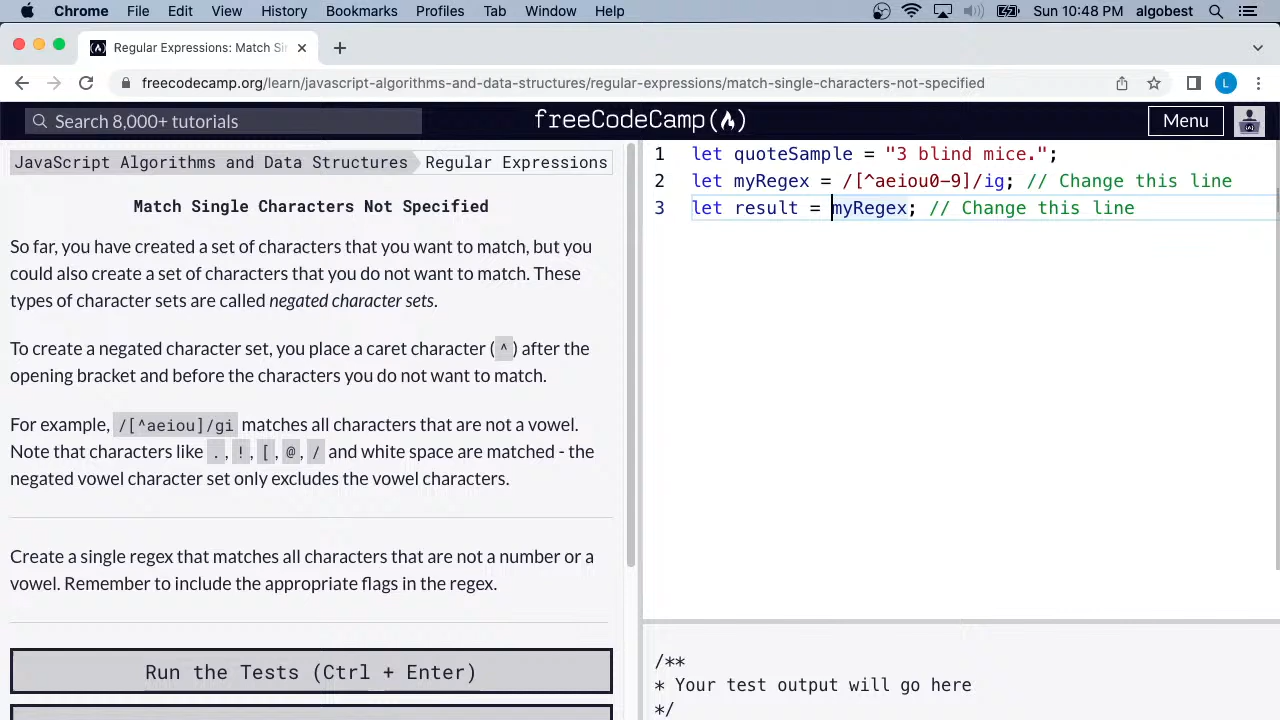 Chrome File Edit View History Bookmarks Profiles Tab Window Help Sun 10:48 PM algobest
Regular Expressions: Match Si
freecodecamp.org/learn/javascript-algorithms-and-data-structures/regular-expressions/match-single-characters-not-specified L
Search 8,000+ tutorials freeCodeCamp Menu
JavaScript Algorithms and Data Structures Regular Expressions
Match Single Characters Not Specified
So far, you have created a set of characters that you want to match, but you
could also create a set of characters that you do not want to match. These
types of character sets are called negated character sets.
To create a negated character set, you place a caret character ( ^ ) after the
opening bracket and before the characters you do not want to match.
For example, /[^aeiou]/gi matches all characters that are not a vowel.
Note that characters like . , ! , [ , @ , / and white space are matched - the
negated vowel character set only excludes the vowel characters.
Create a single regex that matches all characters that are not a number or a
vowel. Remember to include the appropriate flags in the regex.
Run the Tests (Ctrl + Enter)
1 let quoteSample = "3 blind mice.";
2 let myRegex = /[^aeiou0-9]/ig; // Change this line
3 let result = myRegex; // Change this line
/**
* Your test output will go here
*/